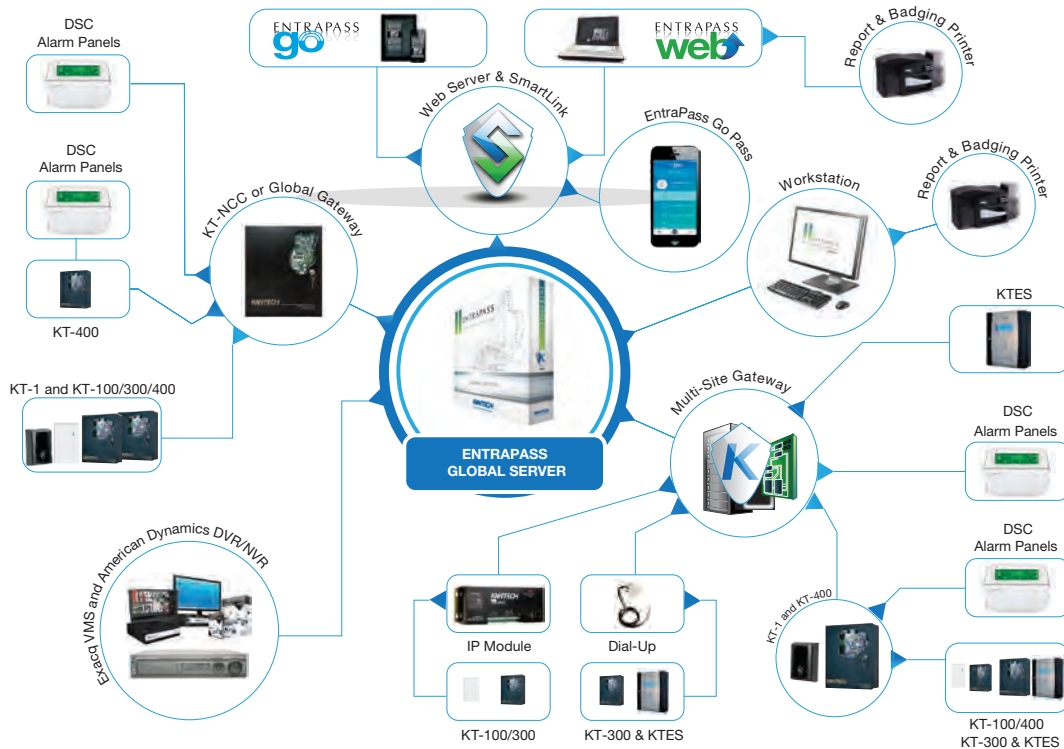 DSC
Alarm Panels
ENTRAPASS
go
ENTRAPASS
web
Report & Badging Printer
Web Server & SmartLink
EntraPass Go Pass
DSC
Alarm Panels
KT-NCC or Global Gateway
Workstation
Report & Badging Printer
KT-400
KANTECH
ENTRAPASS
KANTECH
KTES
KT-1 and KT-100/300/400
Multi-Site Gateway
K
DSC
Alarm Panels
ENTRAPASS
GLOBAL SERVER
Exacq VMS and American Dynamics DVR/NVR
DSC
Alarm Panels
KANTECH
IP Module
Dial-Up
KT-1 and KT-400
KT-100/300
KT-300 & KTES
KT-100/400
KT-300 & KTES